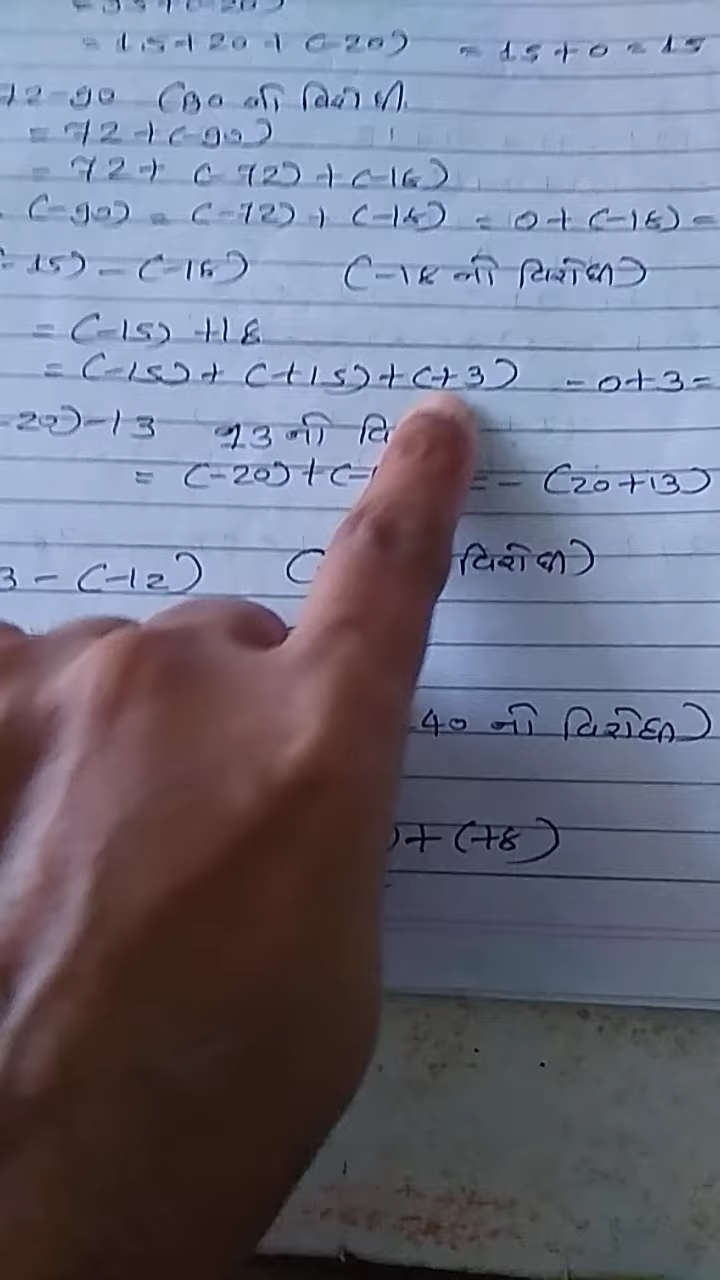 = 15 + 20 + (-20) = 15 + 0 = 15
72 - 90 (90 ની વિરોધી)
= 72 + (-90)
= 72 + (-72) + (-18)
(-90) = (-72) + (-18) = 0 + (-18) =
15) - (-18) (-18 ની વિરોધી)
= (-15) + 18
= (-15) + (+15) + (+3) = 0 + 3 =
-20) - 13 13 ની
= (-20) + = - (20 + 13)
3 - (-12) વિરોધી)
40 ની વિરોધી)
) + (+8)